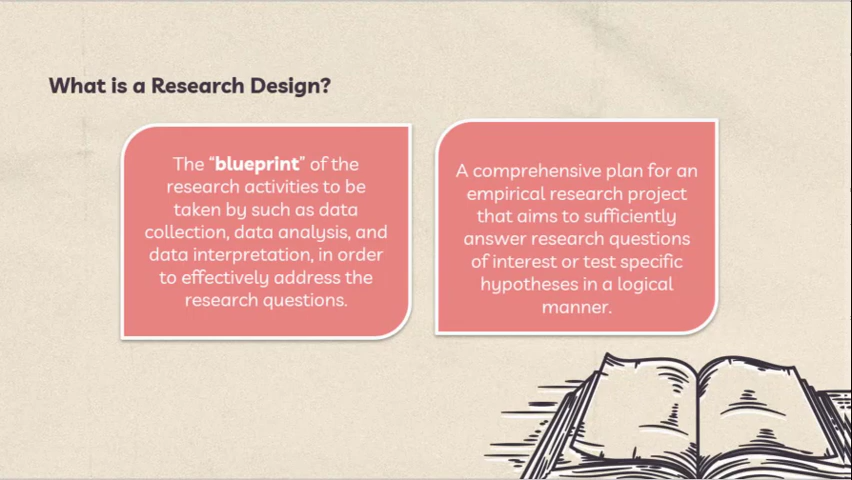 What is a Research Design?
The “blueprint” of the
research activities to be
taken by such as data
collection, data analysis, and
data interpretation, in order
to effectively address the
research questions.
A comprehensive plan for an
empirical research project
that aims to sufficiently
answer research questions
of interest or test specific
hypotheses in a logical
manner.